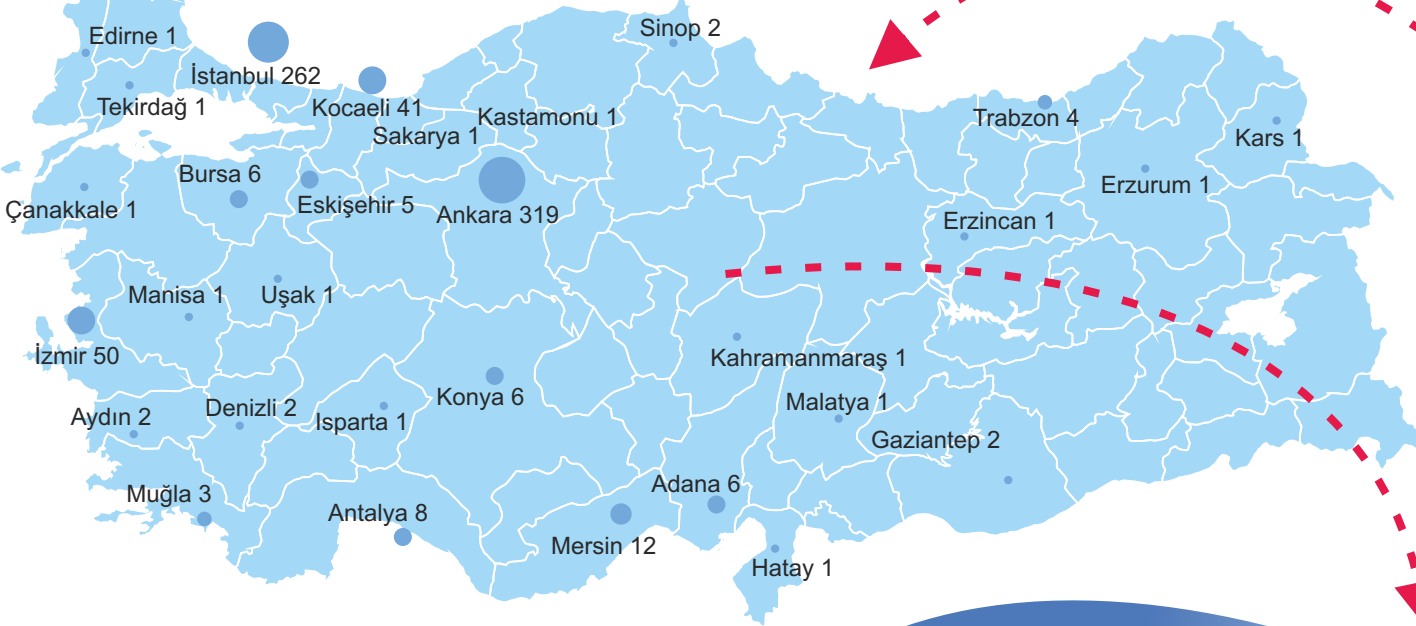 Sinop 2
Edirne 1
İstanbul 262
Tekirdağ 1
Kocaeli 41
Kastamonu 1
Trabzon 4
Sakarya 1
Kars 1
Bursa 6
Erzurum 1
Çanakkale 1
Eskişehir 5
Ankara 319
Erzincan 1
Manisa 1
Uşak 1
İzmir 50
Kahramanmaraş 1
Konya 6
Malatya 1
Aydın 2
Denizli 2
Isparta 1
Gaziantep 2
Muğla 3
Adana 6
Antalya 8
Mersin 12
Hatay 1